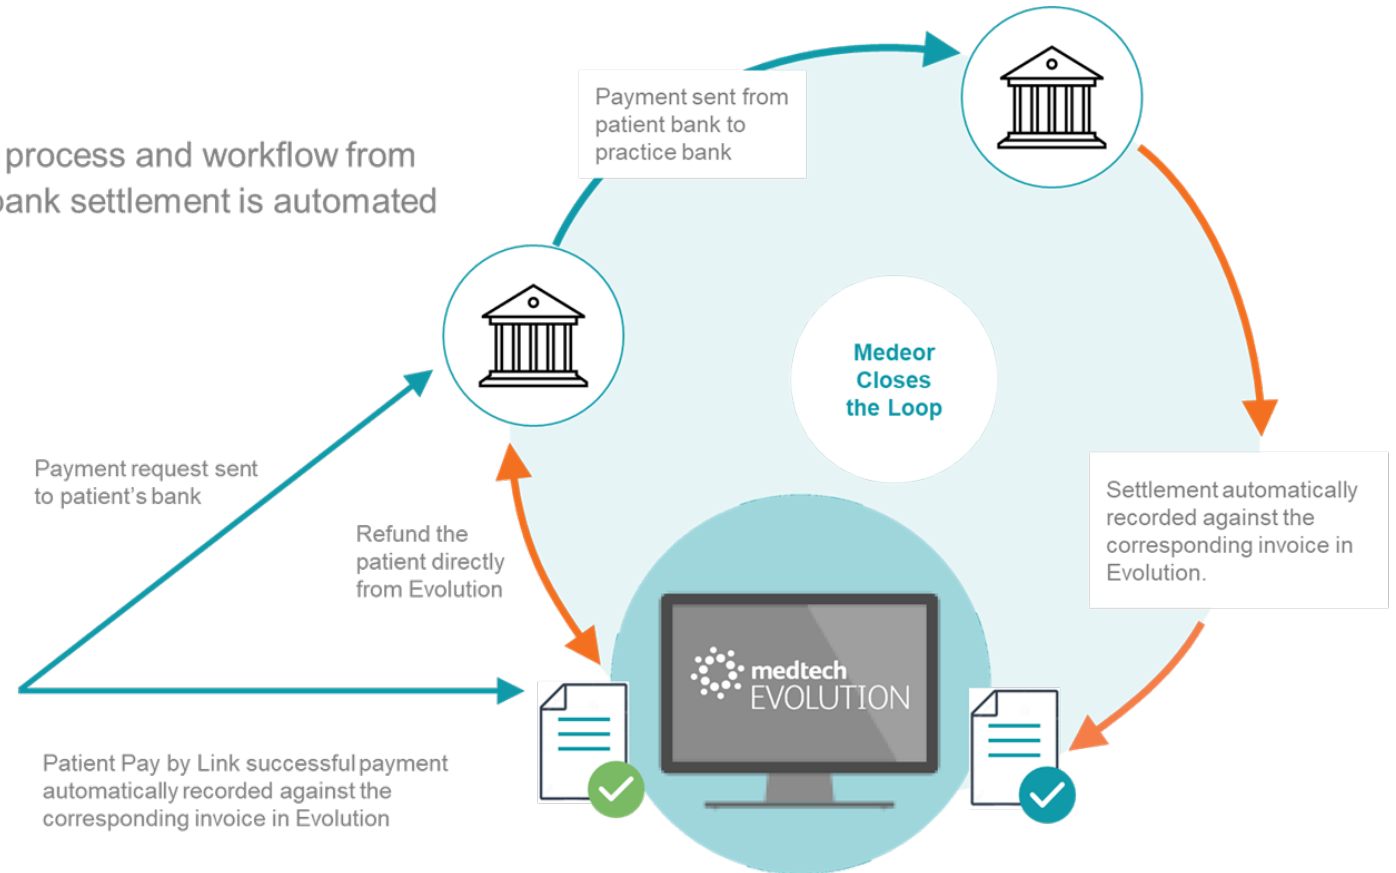 process and workflow from
bank settlement is automated
Payment sent from
patient bank to
practice bank
Medeor
Closes
the Loop
Payment request sent
to patient's bank
Refund the
patient directly
from Evolution
Settlement automatically
recorded against the
corresponding invoice in
Evolution.
medtech
EVOLUTION
Patient Pay by Link successful payment
automatically recorded against the
corresponding invoice in Evolution